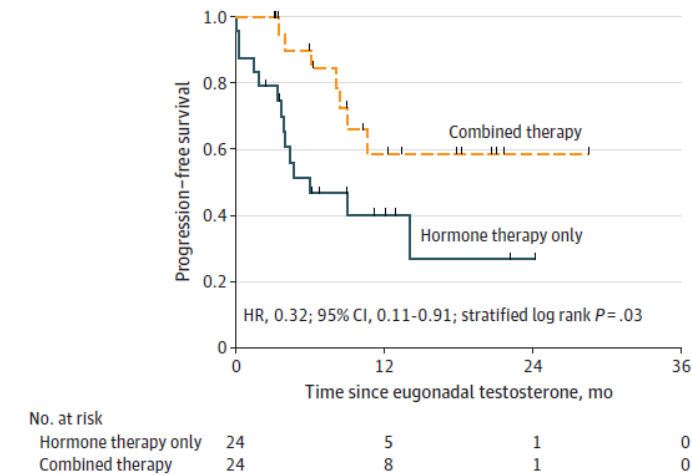 1.0
0.8
0.6
0.4
0.2
0
Progression-free survival
Combined therapy
Hormone therapy only
HR, 0.32; 95% CI, 0.11-0.91; stratified log rank P = .03
0 12 24 36
Time since eugonadal testosterone, mo
No. at risk
Hormone therapy only 24 5 1 0
Combined therapy 24 8 1 0